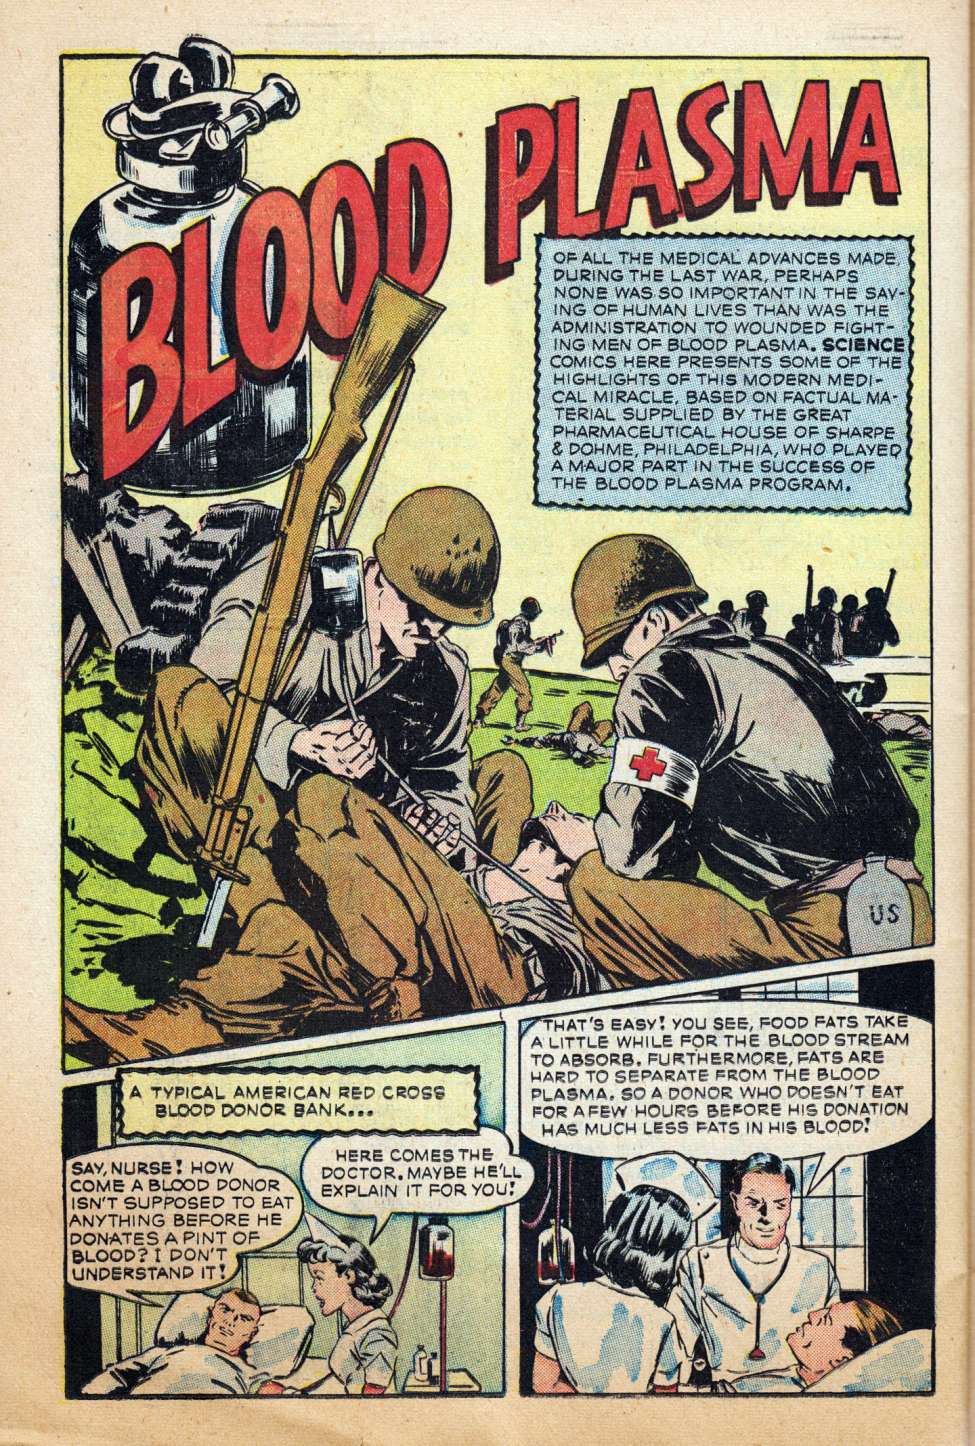 BLOOD PLASMA
OF ALL THE MEDICAL ADVANCES MADE
DURING THE LAST WAR, PERHAPS
NONE WAS SO IMPORTANT IN THE SAV-
ING OF HUMAN LIVES THAN WAS THE
ADMINISTRATION TO WOUNDED FIGHT-
ING MEN OF BLOOD PLASMA. SCIENCE
COMICS HERE PRESENTS SOME OF THE
HIGHLIGHTS OF THIS MODERN MEDI-
CAL MIRACLE, BASED ON FACTUAL MA-
TERIAL SUPPLIED BY THE GREAT
PHARMACEUTICAL HOUSE OF SHARPE
& DOHME, PHILADELPHIA, WHO PLAYED
A MAJOR PART IN THE SUCCESS OF
THE BLOOD PLASMA PROGRAM.
US
A TYPICAL AMERICAN RED CROSS
BLOOD DONOR BANK...
SAY, NURSE! HOW
COME A BLOOD DONOR
ISN'T SUPPOSED TO EAT
ANYTHING BEFORE HE
DONATES A PINT OF
BLOOD? I DON'T
UNDERSTAND IT!
HERE COMES THE
DOCTOR. MAYBE HE'LL
EXPLAIN IT FOR YOU!
THAT'S EASY! YOU SEE, FOOD FATS TAKE
A LITTLE WHILE FOR THE BLOOD STREAM
TO ABSORB. FURTHERMORE, FATS ARE
HARD TO SEPARATE FROM THE BLOOD
PLASMA. SO A DONOR WHO DOESN'T EAT
FOR A FEW HOURS BEFORE HIS DONATION
HAS MUCH LESS FATS IN HIS BLOOD!